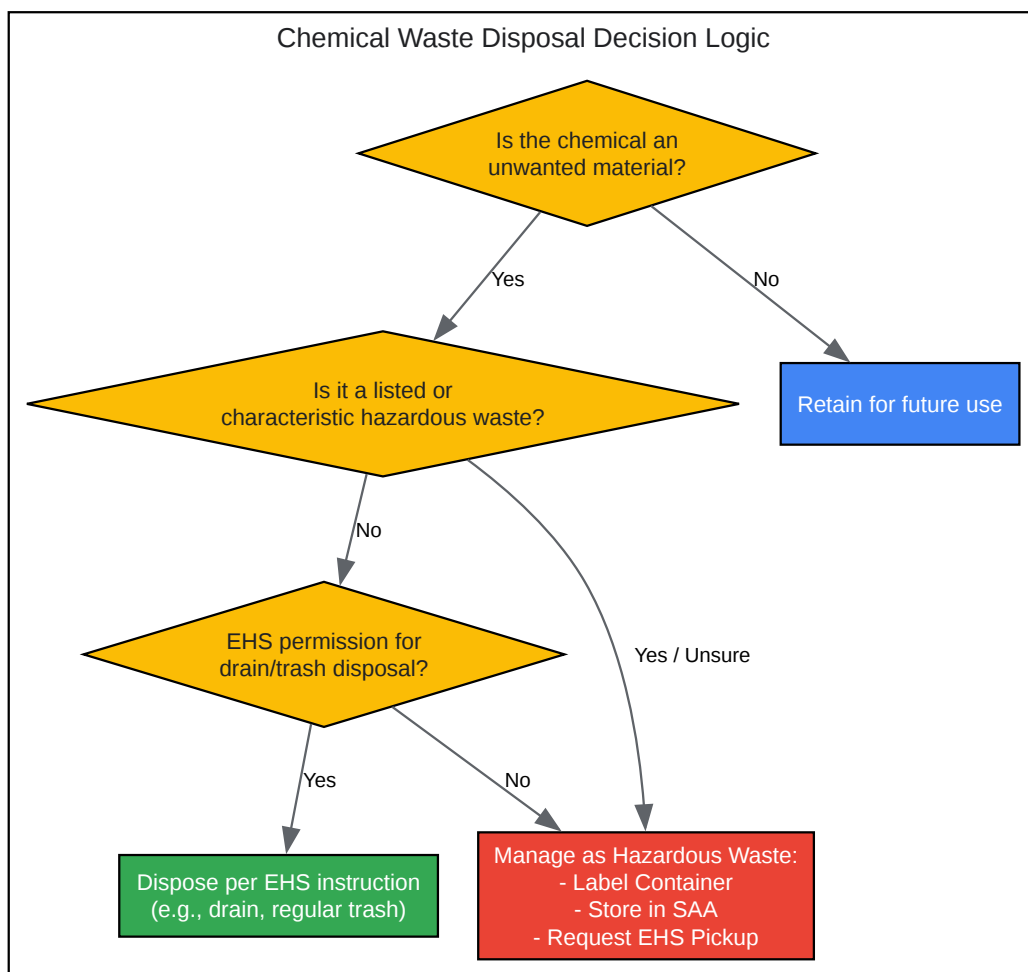 Chemical Waste Disposal Decision Logic
Is the chemical an
unwanted material?
Yes
No
Is it a listed or
characteristic hazardous waste?
Retain for future use
No
Yes / Unsure
EHS permission for
drain/trash disposal?
Yes
No
Dispose per EHS instruction
(e.g., drain, regular trash)
Manage as Hazardous Waste:
- Label Container
- Store in SAA
- Request EHS Pickup